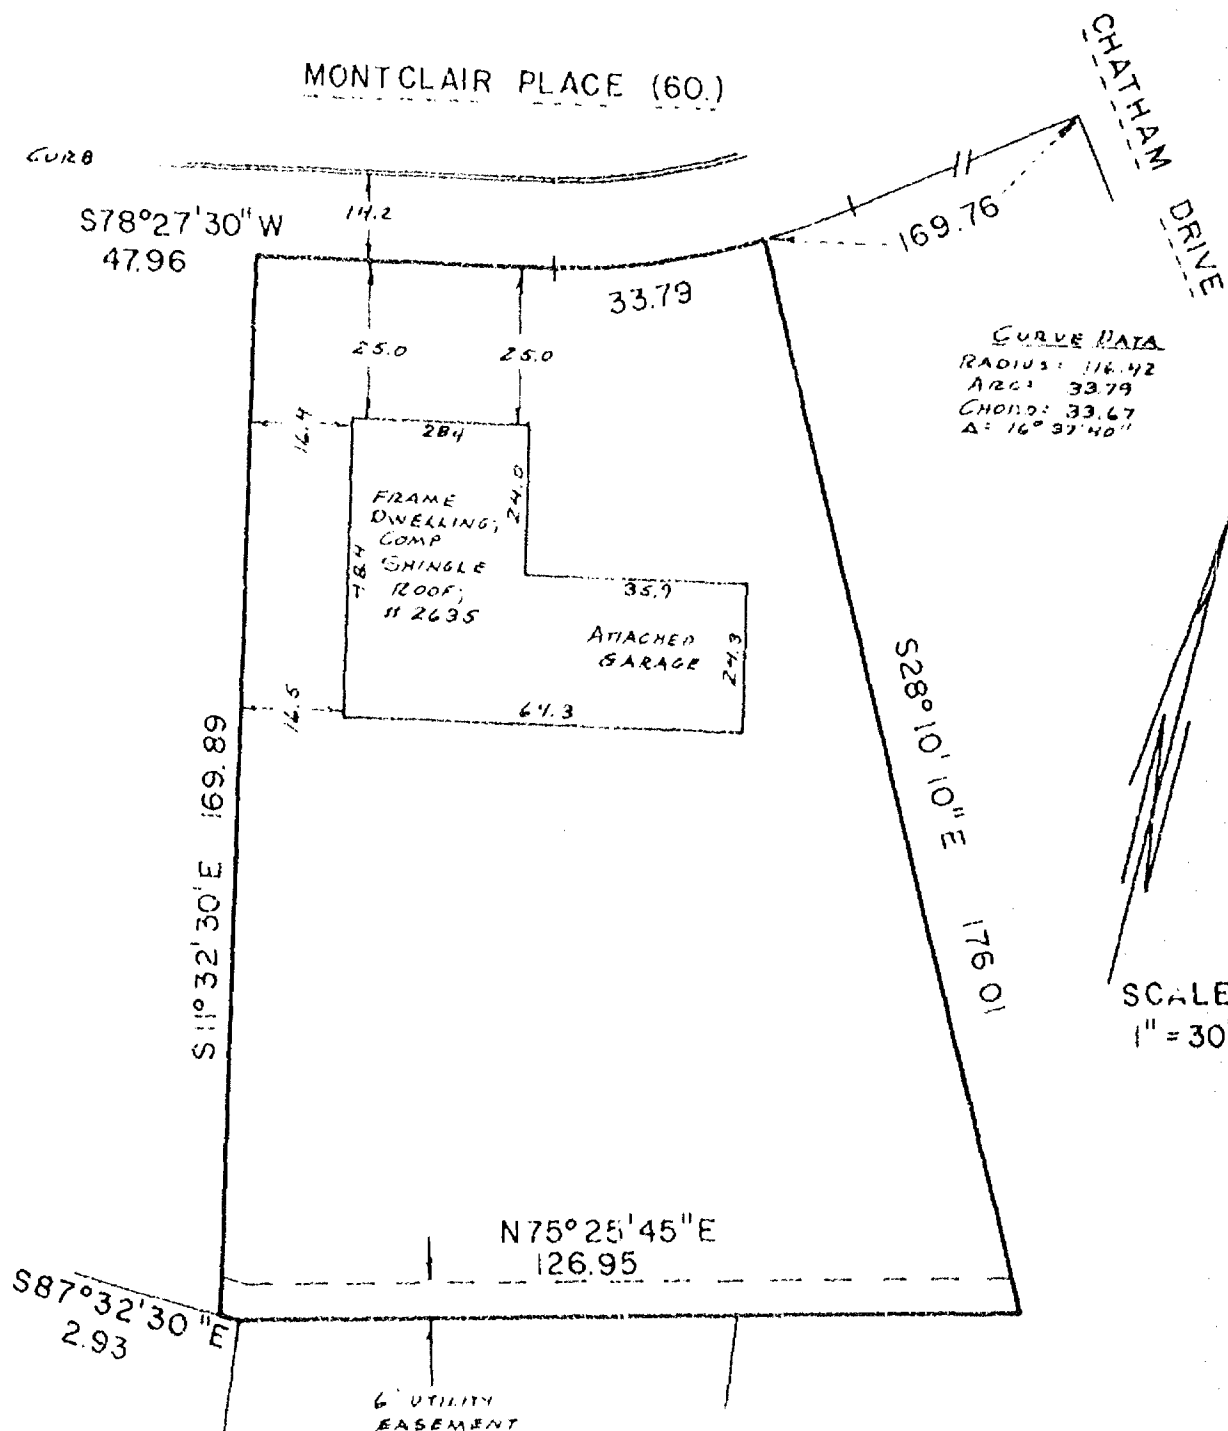 MONTCLAIR PLACE (60.)
CHATHAM DRIVE
CURB
S78°27'30"W
47.96
14.2
169.76
33.79
25.0
25.0
CURVE DATA
RADIUS: 116.42
ARC: 33.79
CHORD: 33.67
Δ: 16° 37'40"
16.4
28.4
24.0
FRAME
DWELLING;
COMP
SHINGLE
ROOF;
# 2635
48.4
35.9
ATTACHED
GARAGE
24.3
16.5
64.3
S11°32'30"E 169.89
S28°10'10"E 176.01
SCALE
1" = 30'
N75°25'45"E
126.95
S87°32'30"E
2.93
6' UTILITY
EASEMENT